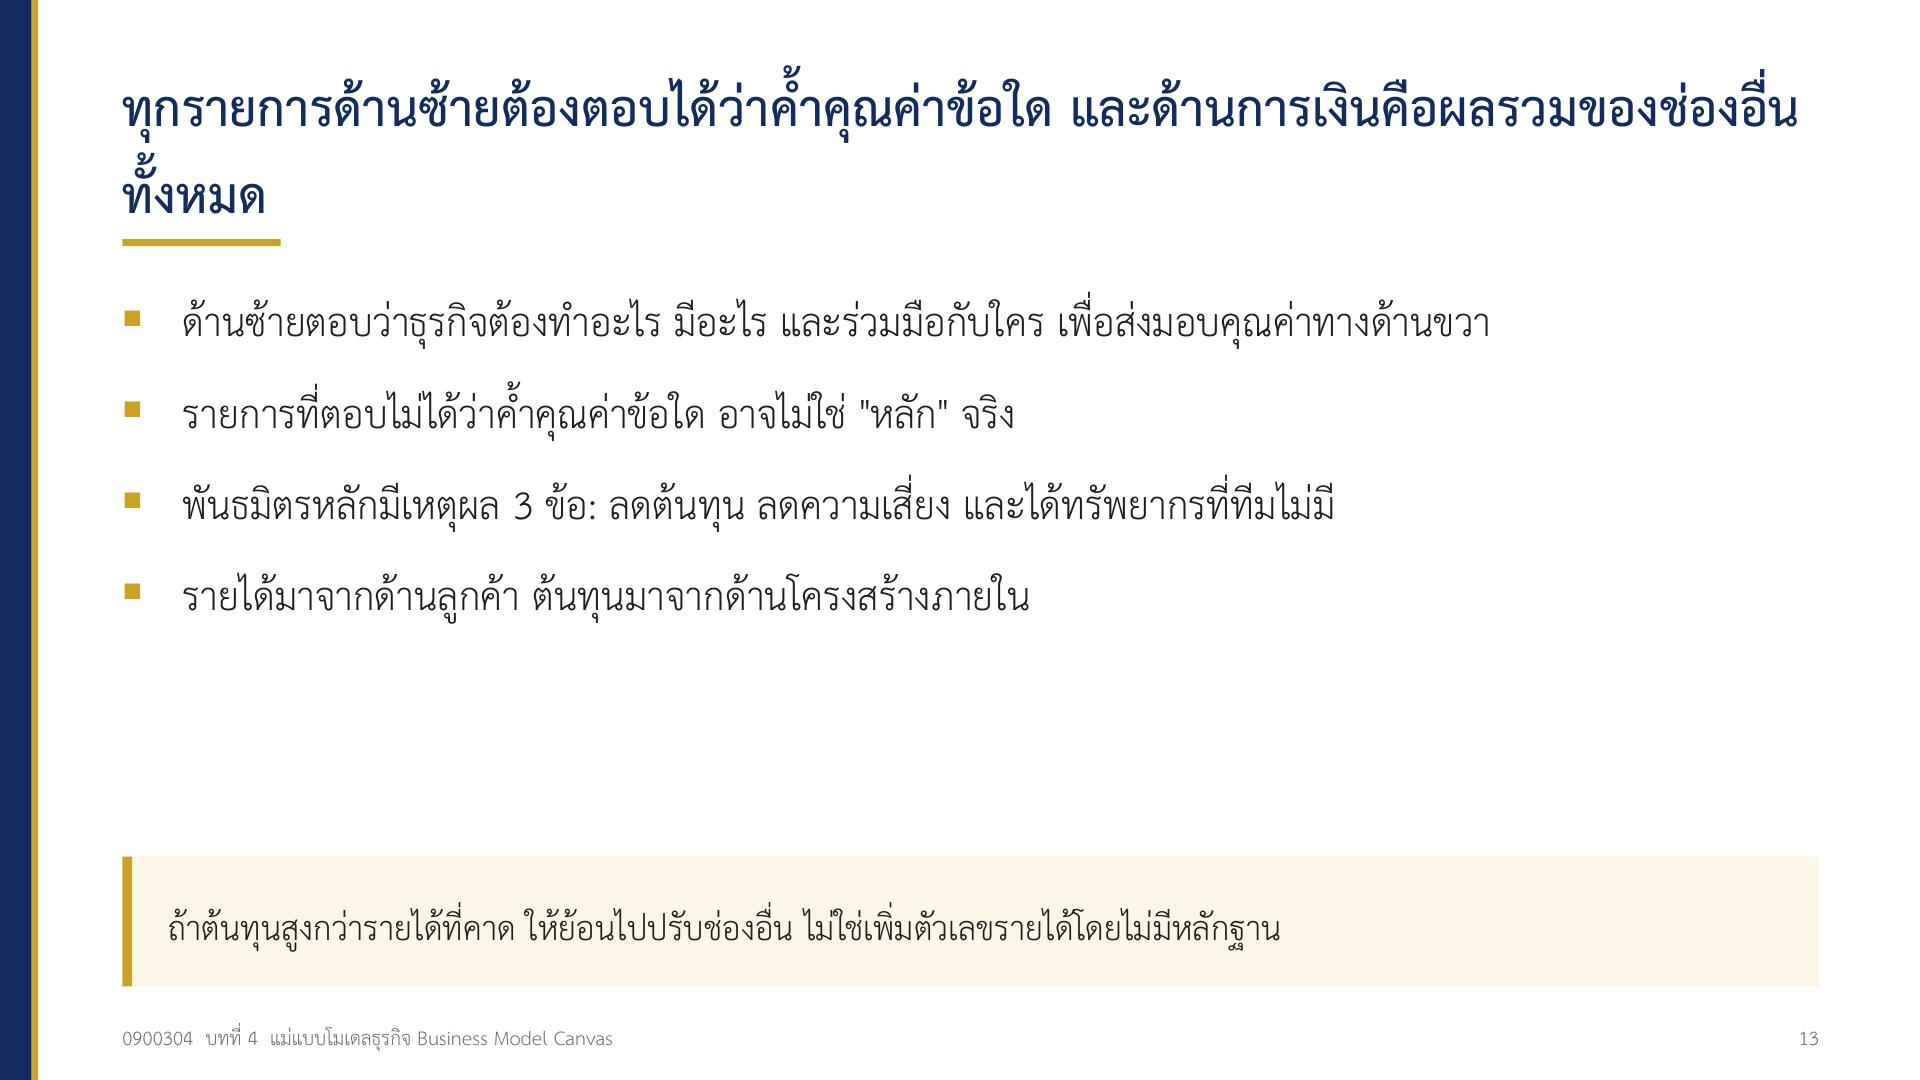 ทุกรายการด้านซ้ายต้องตอบได้ว่าค้ำคุณค่าข้อใด และด้านการเงินคือผลรวมของช่องอื่น
ทั้งหมด
ด้านซ้ายตอบว่าธุรกิจต้องทำอะไร มีอะไร และร่วมมือกับใคร เพื่อส่งมอบคุณค่าทางด้านขวา
รายการที่ตอบไม่ได้ว่าค้ำคุณค่าข้อใด อาจไม่ใช่ "หลัก" จริง
พันธมิตรหลักมีเหตุผล 3 ข้อ: ลดต้นทุน ลดความเสี่ยง และได้ทรัพยากรที่ทีมไม่มี
รายได้มาจากด้านลูกค้า ต้นทุนมาจากด้านโครงสร้างภายใน
ถ้าต้นทุนสูงกว่ารายได้ที่คาด ให้ย้อนไปปรับช่องอื่น ไม่ใช่เพิ่มตัวเลขรายได้โดยไม่มีหลักฐาน
0900304 บทที่ 4 แม่แบบโมเดลธุรกิจ Business Model Canvas
13